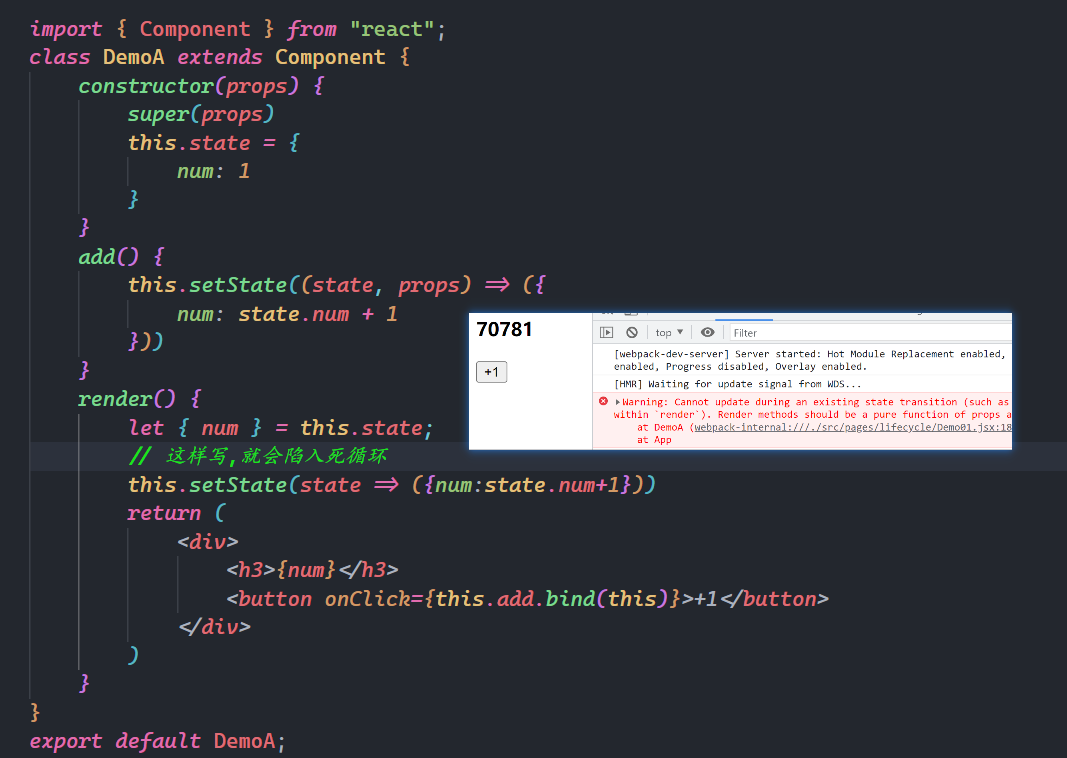 import { Component } from "react";
class DemoA extends Component {
constructor(props) {
super(props)
this.state = {
num: 1
}
}
add() {
this.setState((state, props) => ({
num: state.num + 1
}))
}
render() {
let { num } = this.state;
// 这样写,就会陷入死循环
this.setState(state => ({num:state.num+1}))
return (
<div>
<h3>{num}</h3>
<button onClick={this.add.bind(this)}>+1</button>
</div>
)
}
}
export default DemoA;
70781
+1
top ▼
Filter
[webpack-dev-server] Server started: Hot Module Replacement enabled,
enabled, Progress disabled, Overlay enabled.
[HMR] Waiting for update signal from WDS...
▶Warning: Cannot update during an existing state transition (such as
within `render`). Render methods should be a pure function of props a
at DemoA (webpack-internal:///./src/pages/lifecycle/Demo01.jsx:18
at App